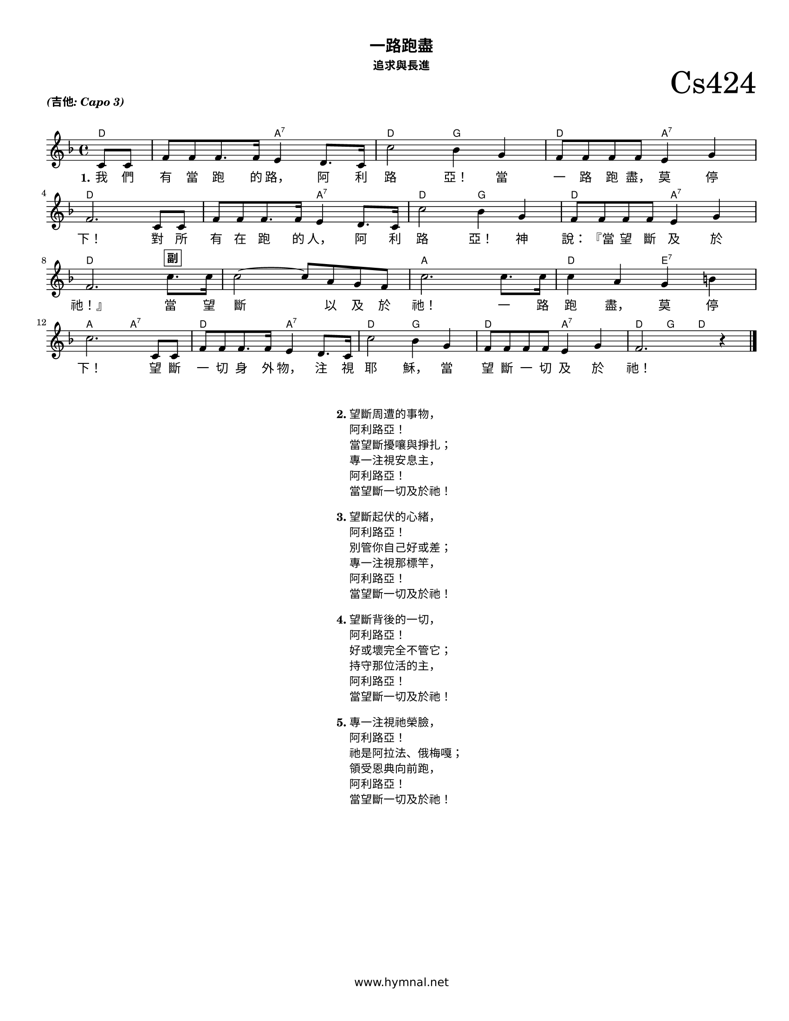 一路跑盡
追求與長進
Cs424
(吉他: Capo 3)
D A7 D G D A7
1. 我 們 有 當 跑 的 路， 阿 利 路 亞！ 當 一 路 跑 盡， 莫 停
4 D A7 D G D A7
下！ 對 所 有 在 跑 的 人， 阿 利 路 亞！ 神 說：『當 望 斷 及 於
8 D 副 A D E7
祂！』 當 望 斷 以 及 於 祂！ 一 路 跑 盡， 莫 停
12 A A7 D A7 D G D A7 D G D
下！ 望 斷 一 切 身 外 物， 注 視 耶 穌， 當 望 斷 一 切 及 於 祂！
2. 望斷周遭的事物，
阿利路亞！
當望斷擾嚷與掙扎；
專一注視安息主，
阿利路亞！
當望斷一切及於祂！
3. 望斷起伏的心緒，
阿利路亞！
別管你自己好或差；
專一注視那標竿，
阿利路亞！
當望斷一切及於祂！
4. 望斷背後的一切，
阿利路亞！
好或壞完全不管它；
持守那位活的主，
阿利路亞！
當望斷一切及於祂！
5. 專一注視祂榮臉，
阿利路亞！
祂是阿拉法、俄梅嘎；
領受恩典向前跑，
阿利路亞！
當望斷一切及於祂！
www.hymnal.net